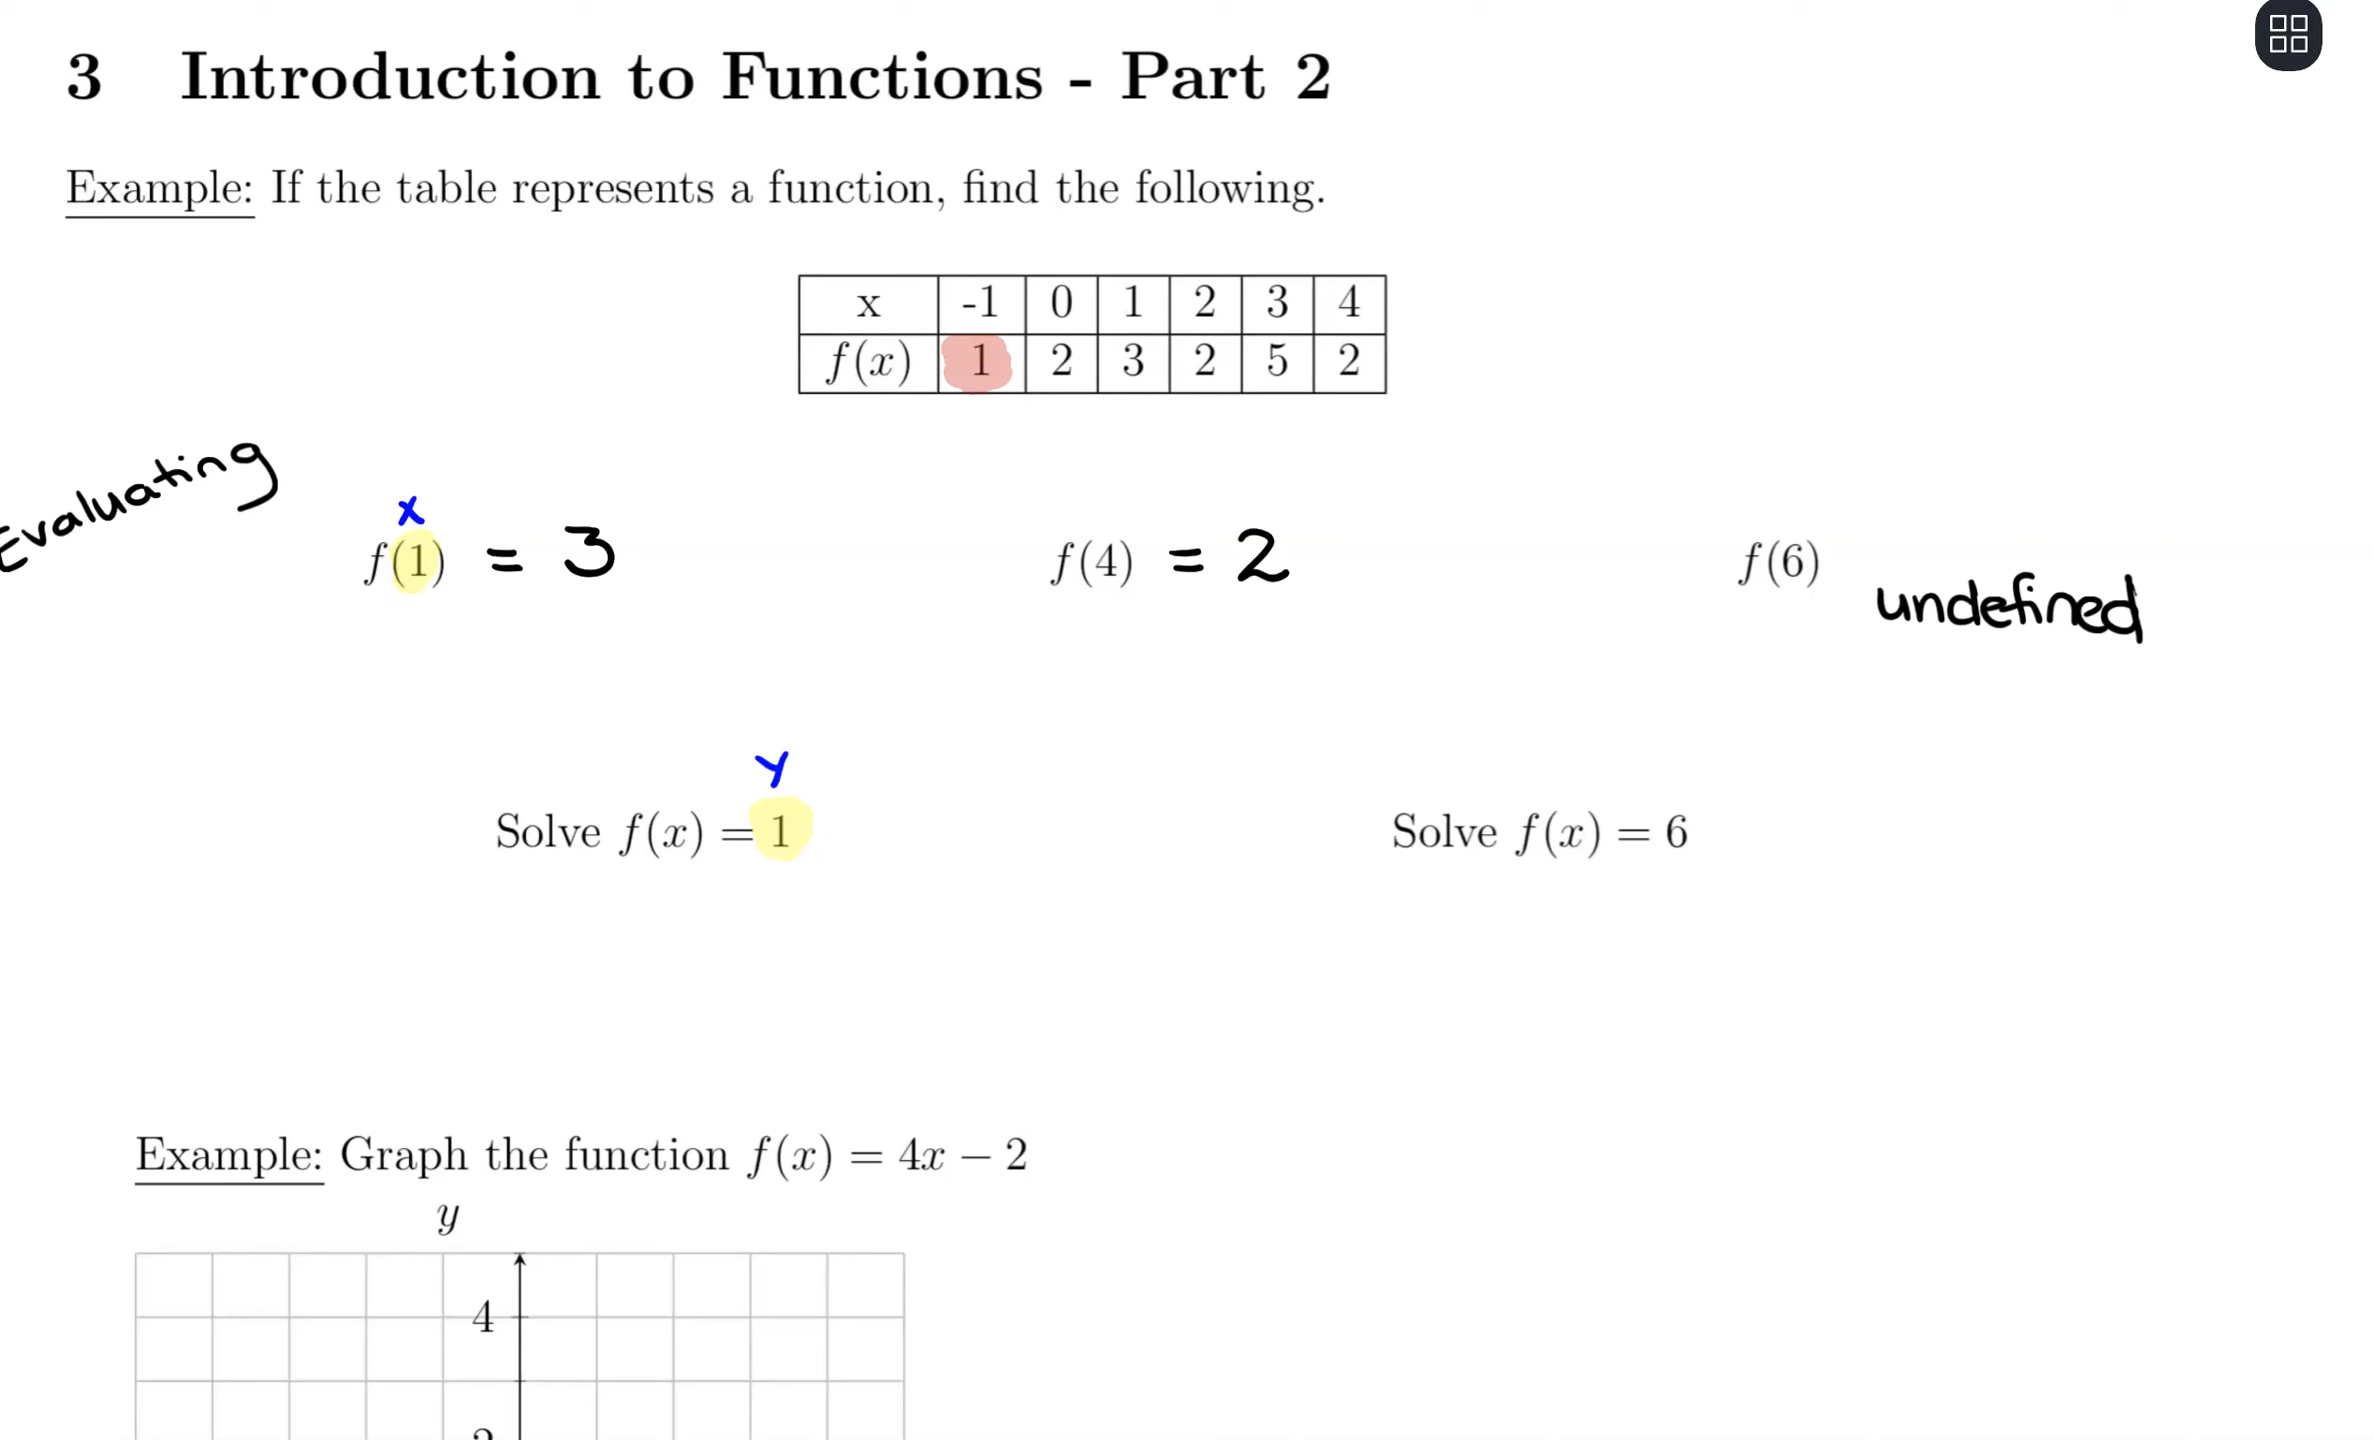 3 Introduction to Functions - Part 2
Example: If the table represents a function, find the following.
x -1 0 1 2 3 4
f(x) 1 2 3 2 5 2
Evaluating
x
f(1) = 3 f(4) = 2 f(6) undefined
y
Solve f(x) = 1 Solve f(x) = 6
Example: Graph the function f(x) = 4x − 2
y
4